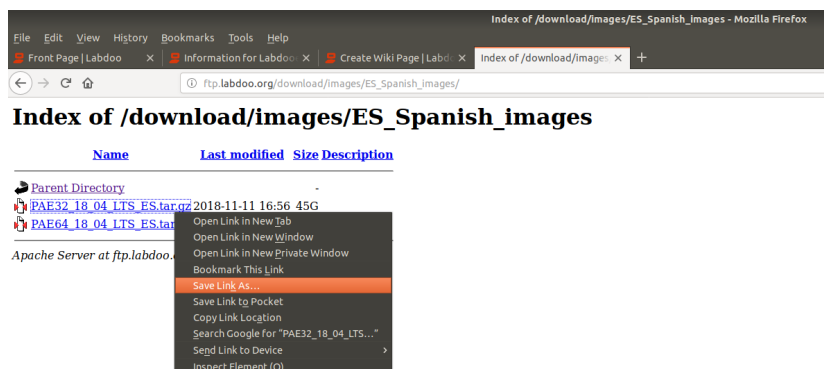 Index of /download/images/ES_Spanish_images - Mozilla Firefox
File Edit View History Bookmarks Tools Help
Front Page | Labdoo × Information for Labdoo × Create Wiki Page | Labdo × Index of /download/images × +
ftp.labdoo.org/download/images/ES_Spanish_images/
Index of /download/images/ES_Spanish_images
Name Last modified Size Description
Parent Directory -
PAE32_18_04_LTS_ES.tar.gz 2018-11-11 16:56 45G
PAE64_18_04_LTS_ES.tar
Apache Server at ftp.labdoo.
Open Link in New Tab
Open Link in New Window
Open Link in New Private Window
Bookmark This Link
Save Link As...
Save Link to Pocket
Copy Link Location
Search Google for "PAE32_18_04_LTS..."
Send Link to Device >
Inspect Element (Q)